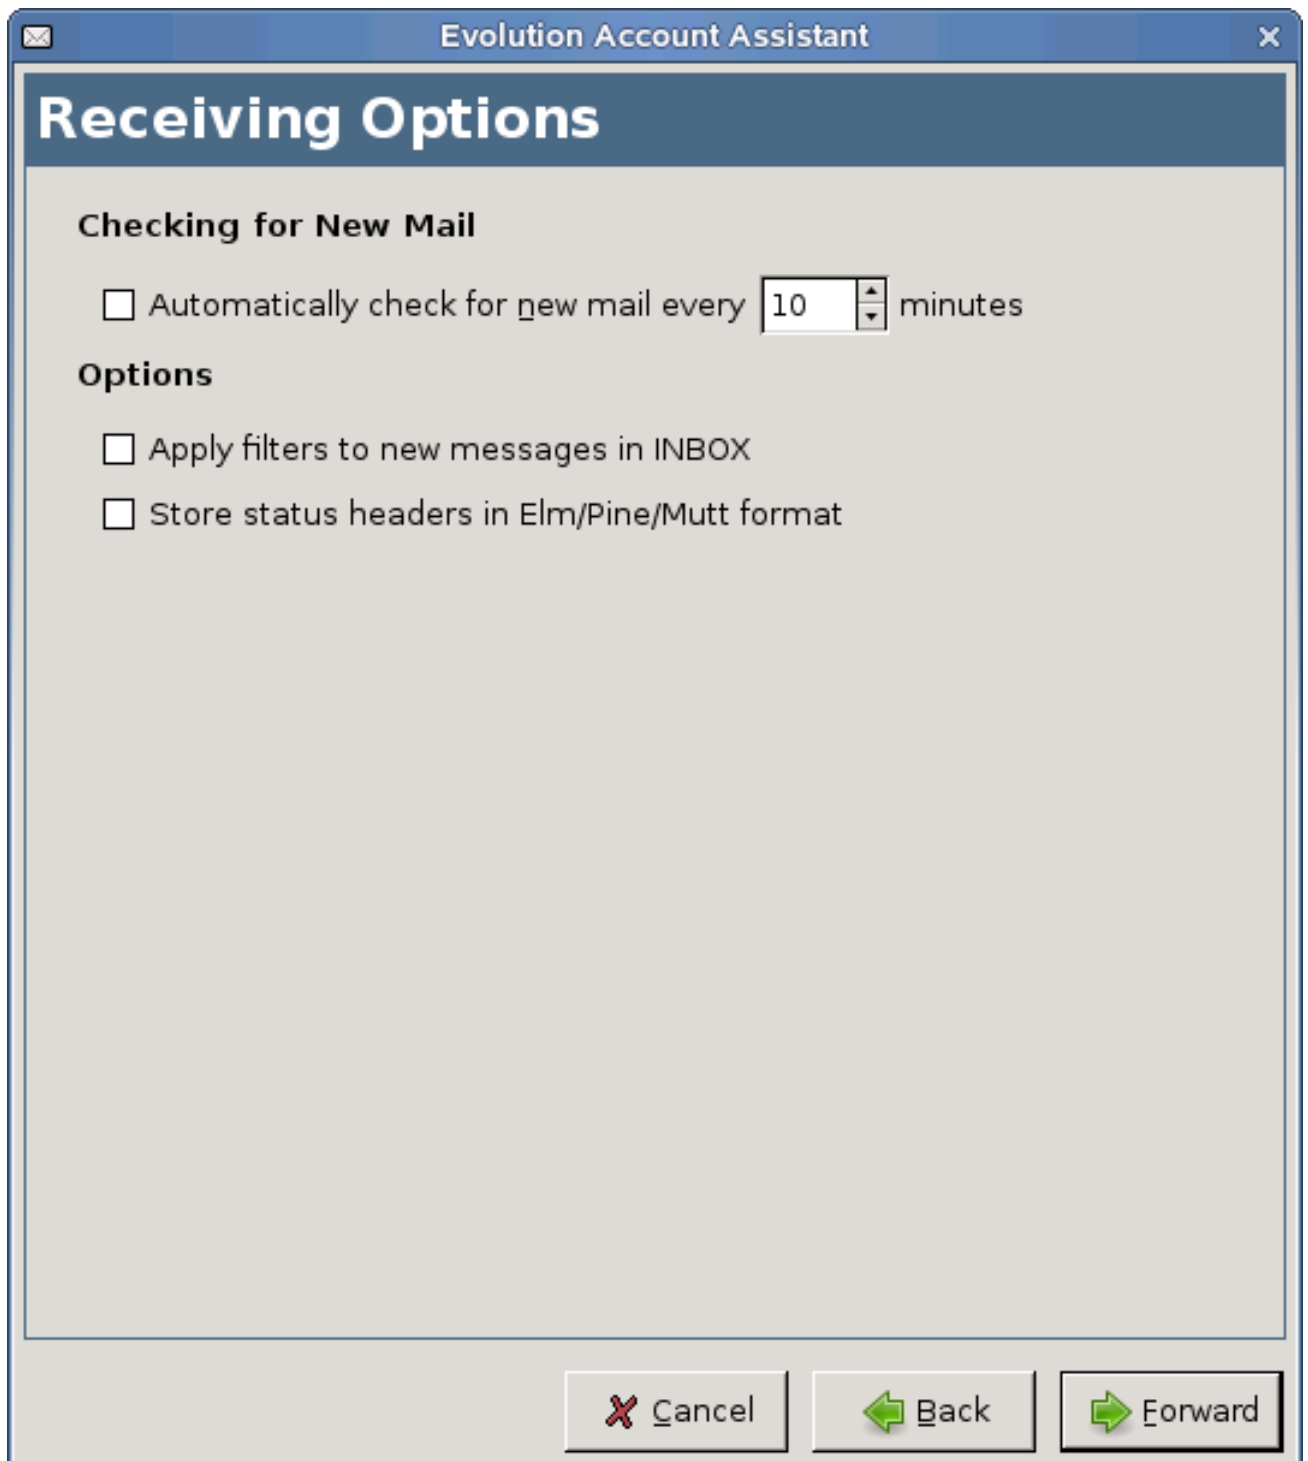 Evolution Account Assistant
Receiving Options
Checking for New Mail
Automatically check for new mail every 10 minutes
Options
Apply filters to new messages in INBOX
Store status headers in Elm/Pine/Mutt format
Cancel Back Forward